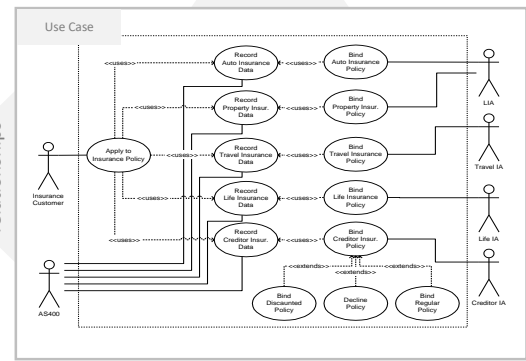 Use Case
Record
Auto Insurance
Data
Bind
Auto Insurance
Policy
<<uses>>
<<uses>>
LIA
Record
Property Insur.
Data
Bind
Property Insur.
Policy
<<uses>>
<<uses>>
Apply to
Insurance Policy
<<uses>>
Record
Travel Insurance
Data
<<uses>>
Bind
Travel Insurance
Policy
Travel IA
Insurance
Customer
<<uses>>
Record
Life Insurance
Data
<<uses>>
Bind
Life Insurance
Policy
Life IA
<<uses>>
Record
Creditor Insur.
Data
<<uses>>
Bind
Creditor Insur.
Policy
Creditor IA
AS400
<<extends>>
<<extends>>
<<extends>>
Bind
Discaunted
Policy
Decline
Policy
Bind
Regular
Policy